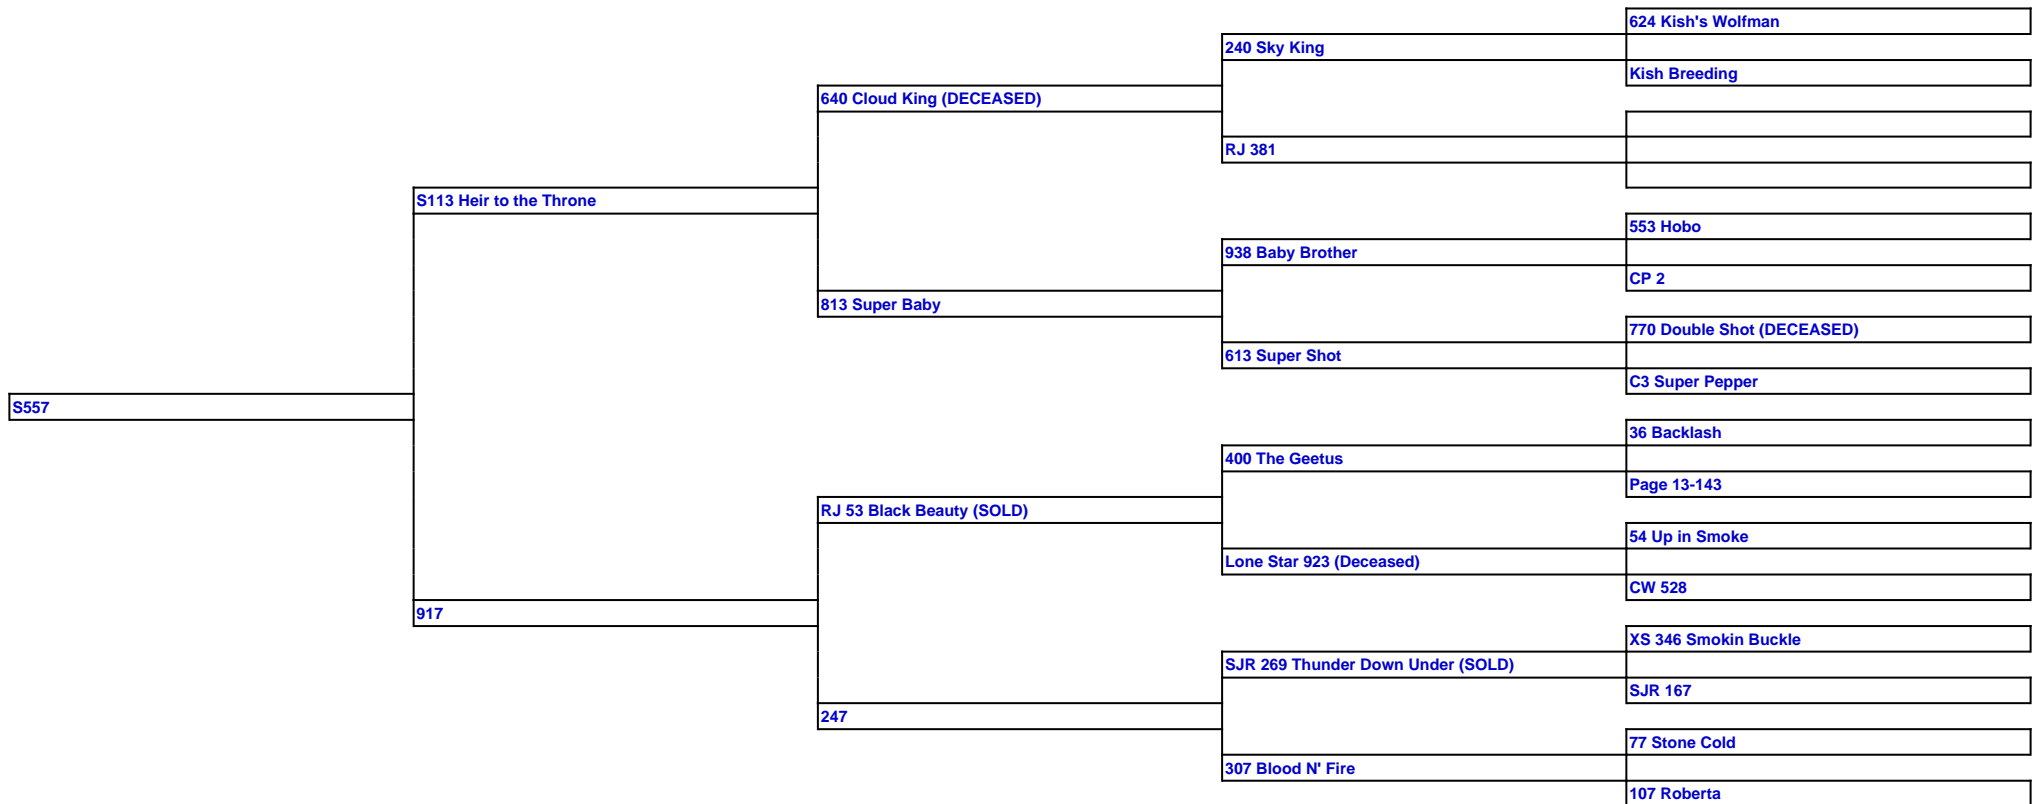 624 Kish's Wolfman
240 Sky King
Kish Breeding
640 Cloud King (DECEASED)
RJ 381
S113 Heir to the Throne
553 Hobo
938 Baby Brother
CP 2
813 Super Baby
770 Double Shot (DECEASED)
613 Super Shot
C3 Super Pepper
S557
36 Backlash
400 The Geetus
Page 13-143
RJ 53 Black Beauty (SOLD)
54 Up in Smoke
Lone Star 923 (Deceased)
CW 528
917
XS 346 Smokin Buckle
SJR 269 Thunder Down Under (SOLD)
SJR 167
247
77 Stone Cold
307 Blood N' Fire
107 Roberta